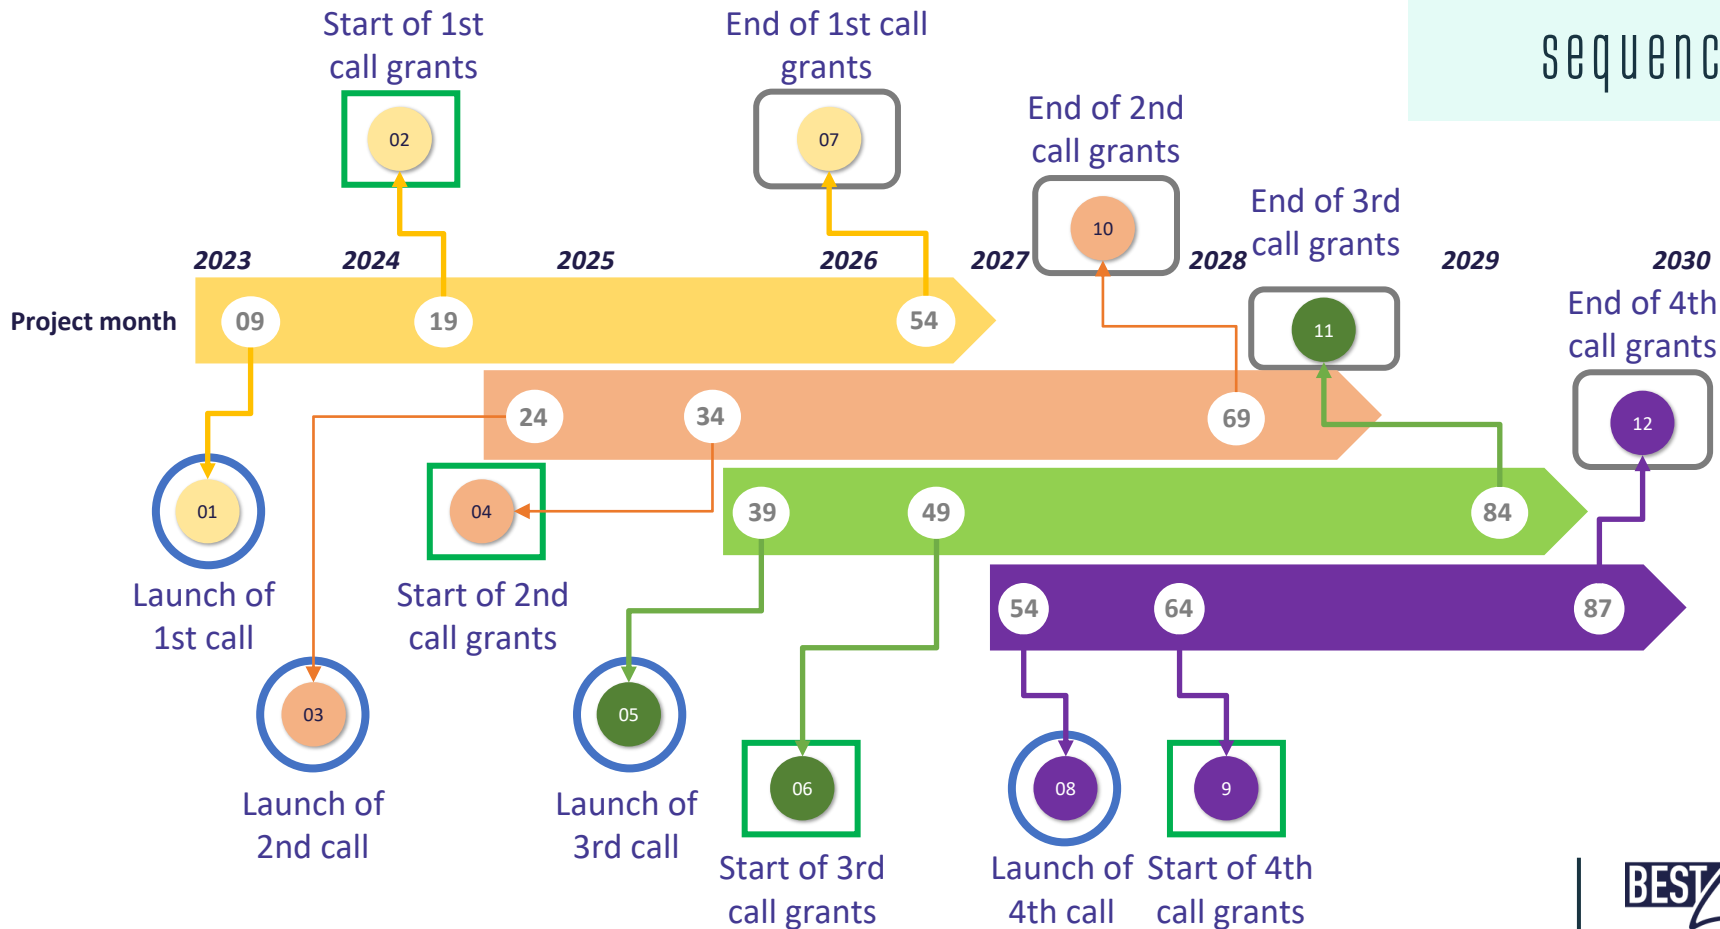 Start of 1st
call grants
End of 1st call
grants
sequenc
02
07
End of 2nd
call grants
End of 3rd
call grants
10
2023
2024
2025
2026
2027
2028
2029
2030
End of 4th
call grants
Project month
09
19
54
11
24
34
69
12
01
04
39
49
84
Launch of
1st call
Start of 2nd
call grants
54
64
87
03
05
06
08
9
Launch of
2nd call
Launch of
3rd call
Start of 3rd
call grants
Launch of
4th call
Start of 4th
call grants
BEST